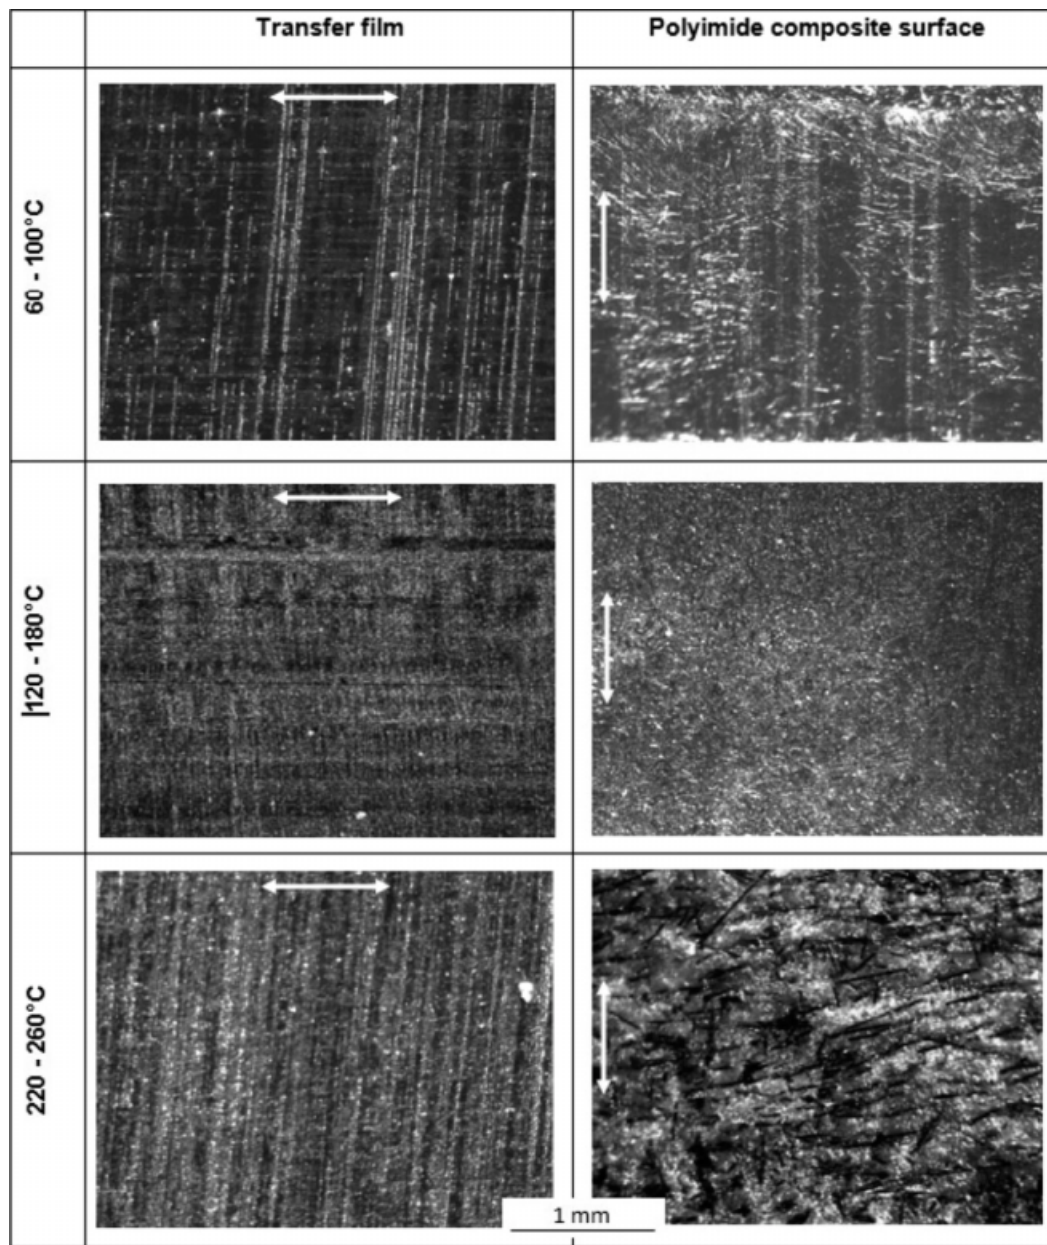 Transfer film
Polyimide composite surface
60 - 100°C
|120 - 180°C
220 - 260°C
1 mm